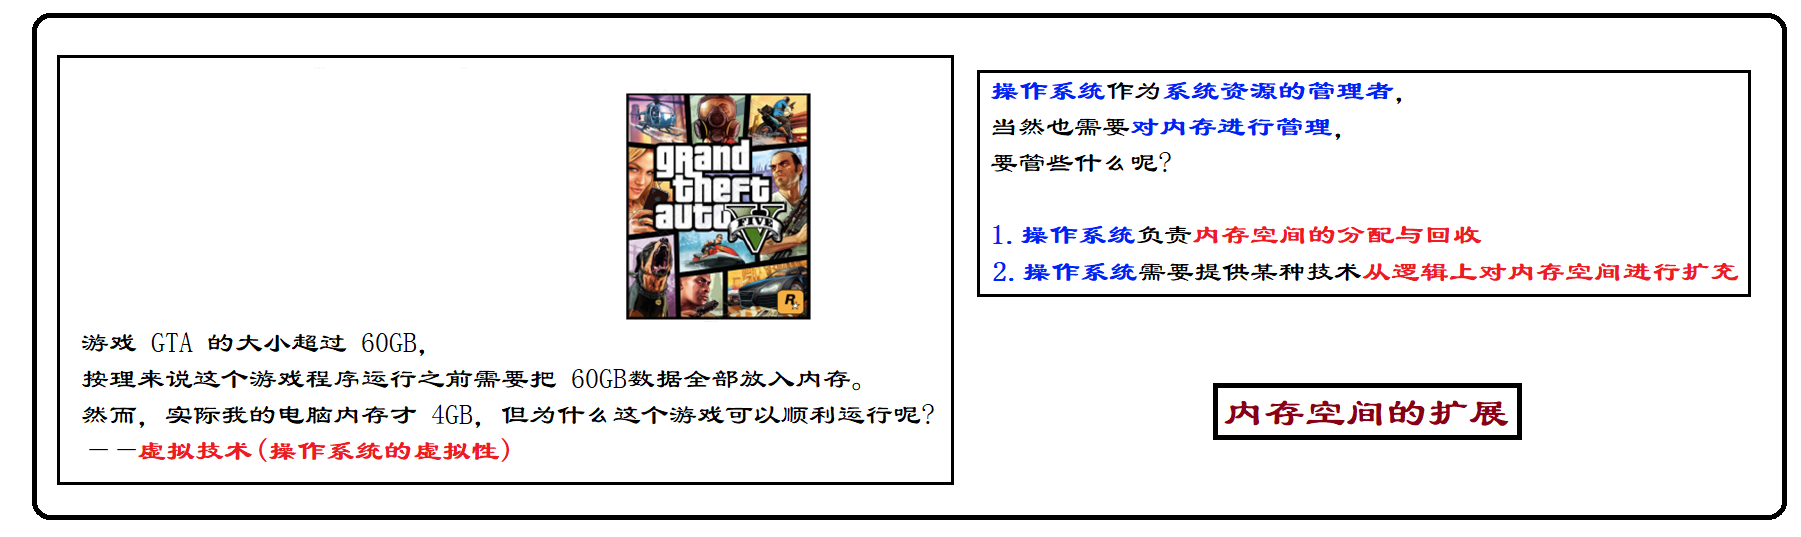 grand
theft
auto
FIVE
R
游戏 GTA 的大小超过 60GB，
按理来说这个游戏程序运行之前需要把 60GB数据全部放入内存。
然而，实际我的电脑内存才 4GB，但为什么这个游戏可以顺利运行呢?
－－虚拟技术(操作系统的虚拟性)
操作系统作为系统资源的管理者，
当然也需要对内存进行管理，
要管些什么呢?
1. 操作系统负责内存空间的分配与回收
2. 操作系统需要提供某种技术从逻辑上对内存空间进行扩充
内存空间的扩展